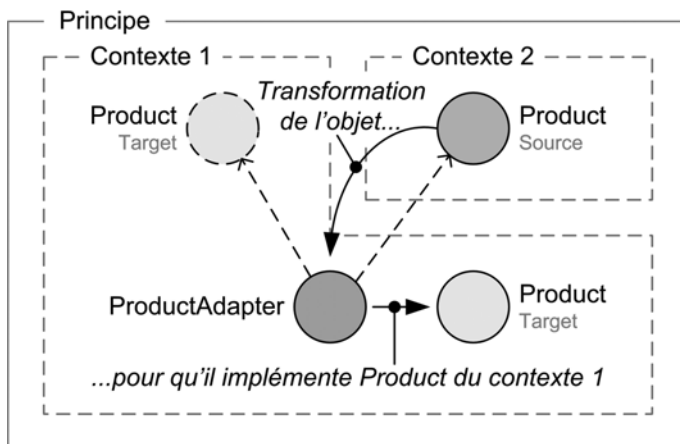 Principe
Contexte 1
Contexte 2
Transformation
de l'objet...
Product
Target
Product
Source
ProductAdapter
Product
Target
...pour qu'il implémente Product du contexte 1